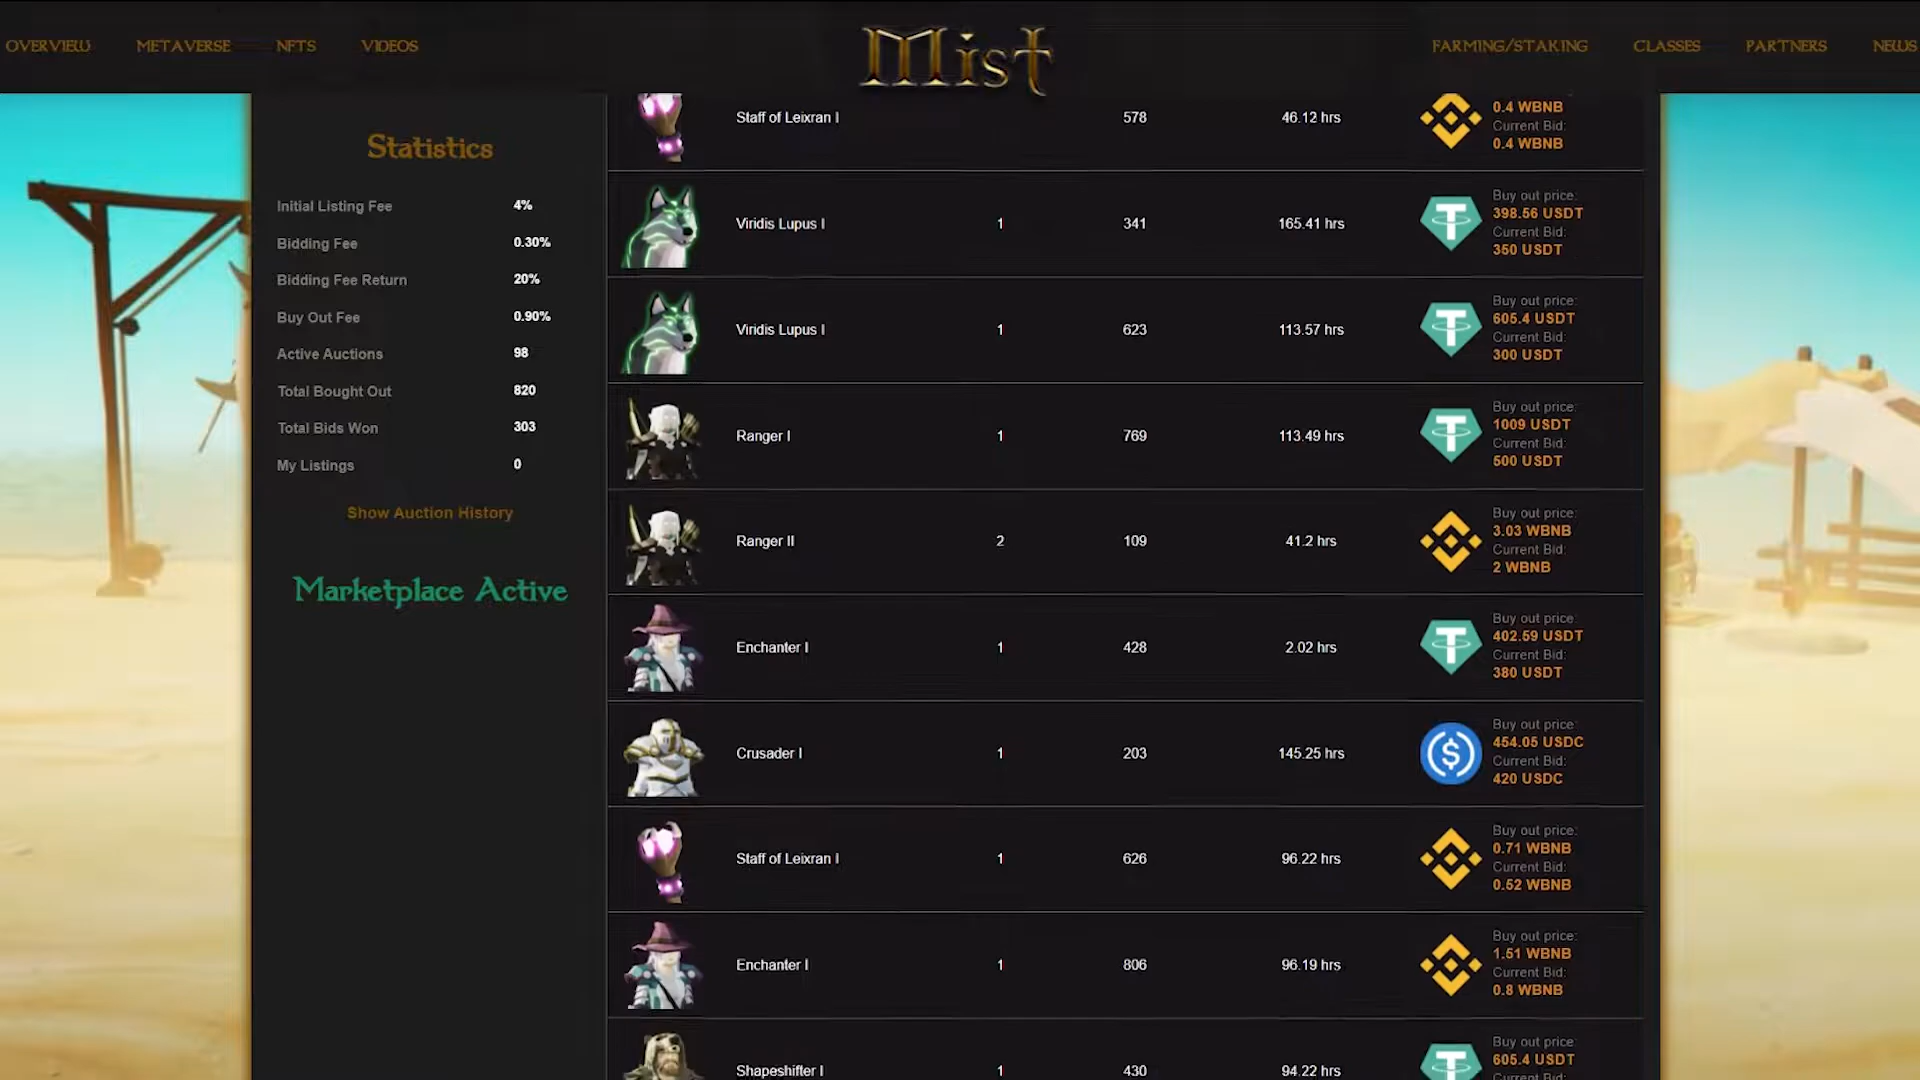 OVERVIEW METAVERSE NFTS VIDEOS Mist FARMING/STAKING CLASSES PARTNERS NEWS
Statistics
Initial Listing Fee 4%
Bidding Fee 0.30%
Bidding Fee Return 20%
Buy Out Fee 0.90%
Active Auctions 98
Total Bought Out 820
Total Bids Won 303
My Listings 0
Show Auction History
Marketplace Active
Staff of Leixran I 578 46.12 hrs
0.4 WBNB
Current Bid:
0.4 WBNB
Viridis Lupus I 1 341 165.41 hrs
Buy out price:
398.56 USDT
Current Bid:
350 USDT
Viridis Lupus I 1 623 113.57 hrs
Buy out price:
605.4 USDT
Current Bid:
300 USDT
Ranger I 1 769 113.49 hrs
Buy out price:
1009 USDT
Current Bid:
500 USDT
Ranger II 2 109 41.2 hrs
Buy out price:
3.03 WBNB
Current Bid:
2 WBNB
Enchanter I 1 428 2.02 hrs
Buy out price:
402.59 USDT
Current Bid:
380 USDT
Crusader I 1 203 145.25 hrs
Buy out price:
454.05 USDC
Current Bid:
420 USDC
Staff of Leixran I 1 626 96.22 hrs
Buy out price:
0.71 WBNB
Current Bid:
0.52 WBNB
Enchanter I 1 806 96.19 hrs
Buy out price:
1.51 WBNB
Current Bid:
0.8 WBNB
Shapeshifter I 1 430 94.22 hrs
Buy out price:
605.4 USDT
Current Bid: